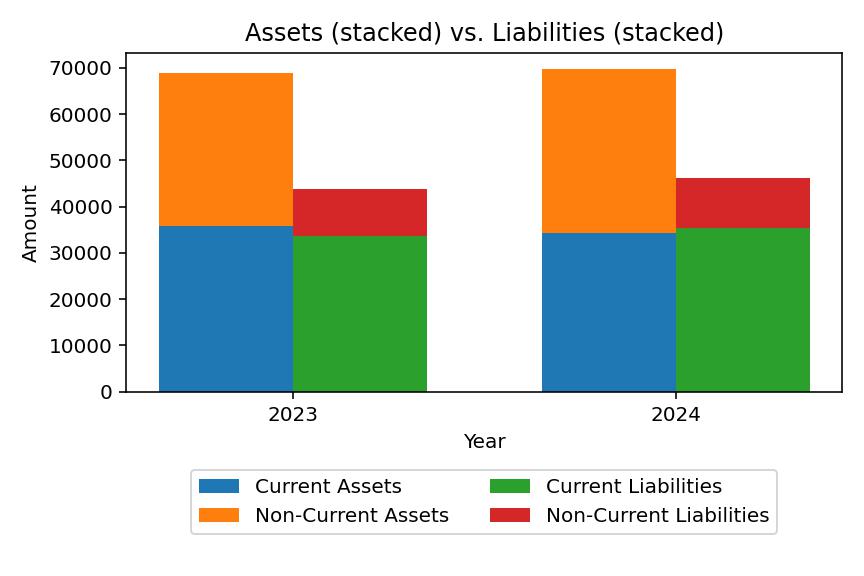 Assets (stacked) vs. Liabilities (stacked)
Amount
70000
60000
50000
40000
30000
20000
10000
0
2023 2024
Year
Current Assets Current Liabilities
Non-Current Assets Non-Current Liabilities